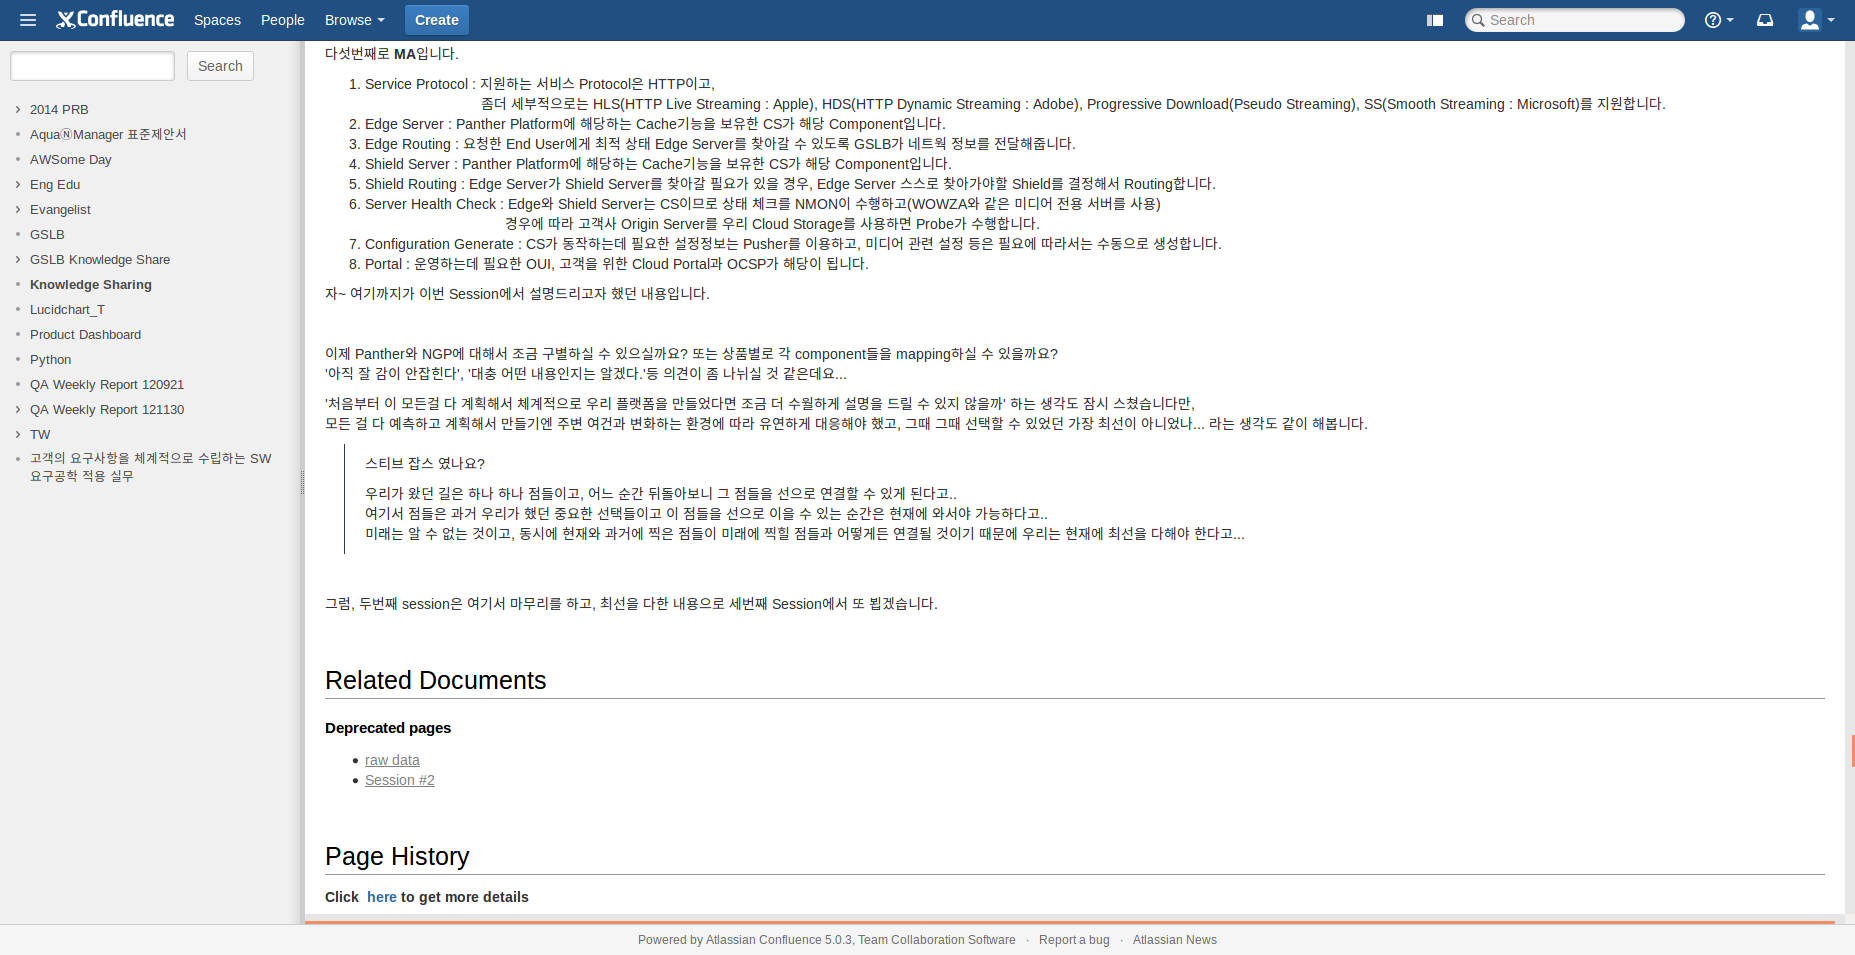 Confluence Spaces People Browse Create Search
Search
2014 PRB
AquaⓃManager 표준제안서
AWSome Day
Eng Edu
Evangelist
GSLB
GSLB Knowledge Share
Knowledge Sharing
Lucidchart_T
Product Dashboard
Python
QA Weekly Report 120921
QA Weekly Report 121130
TW
고객의 요구사항을 체계적으로 수립하는 SW
요구공학 적용 실무
다섯번째로 MA입니다.
1. Service Protocol : 지원하는 서비스 Protocol은 HTTP이고,
좀더 세부적으로는 HLS(HTTP Live Streaming : Apple), HDS(HTTP Dynamic Streaming : Adobe), Progressive Download(Pseudo Streaming), SS(Smooth Streaming : Microsoft)를 지원합니다.
2. Edge Server : Panther Platform에 해당하는 Cache기능을 보유한 CS가 해당 Component입니다.
3. Edge Routing : 요청한 End User에게 최적 상태 Edge Server를 찾아갈 수 있도록 GSLB가 네트웍 정보를 전달해줍니다.
4. Shield Server : Panther Platform에 해당하는 Cache기능을 보유한 CS가 해당 Component입니다.
5. Shield Routing : Edge Server가 Shield Server를 찾아갈 필요가 있을 경우, Edge Server 스스로 찾아가야할 Shield를 결정해서 Routing합니다.
6. Server Health Check : Edge와 Shield Server는 CS이므로 상태 체크를 NMON이 수행하고(WOWZA와 같은 미디어 전용 서버를 사용)
경우에 따라 고객사 Origin Server를 우리 Cloud Storage를 사용하면 Probe가 수행합니다.
7. Configuration Generate : CS가 동작하는데 필요한 설정정보는 Pusher를 이용하고, 미디어 관련 설정 등은 필요에 따라서는 수동으로 생성합니다.
8. Portal : 운영하는데 필요한 OUI, 고객을 위한 Cloud Portal과 OCSP가 해당이 됩니다.
자~ 여기까지가 이번 Session에서 설명드리고자 했던 내용입니다.
이제 Panther와 NGP에 대해서 조금 구별하실 수 있으실까요? 또는 상품별로 각 component들을 mapping하실 수 있을까요?
'아직 잘 감이 안잡힌다', '대충 어떤 내용인지는 알겠다.'등 의견이 좀 나뉘실 것 같은데요...
'처음부터 이 모든걸 다 계획해서 체계적으로 우리 플랫폼을 만들었다면 조금 더 수월하게 설명을 드릴 수 있지 않을까' 하는 생각도 잠시 스쳤습니다만,
모든 걸 다 예측하고 계획해서 만들기엔 주변 여건과 변화하는 환경에 따라 유연하게 대응해야 했고, 그때 그때 선택할 수 있었던 가장 최선이 아니었나... 라는 생각도 같이 해봅니다.
스티브 잡스 였나요?
우리가 왔던 길은 하나 하나 점들이고, 어느 순간 뒤돌아보니 그 점들을 선으로 연결할 수 있게 된다고..
여기서 점들은 과거 우리가 했던 중요한 선택들이고 이 점들을 선으로 이을 수 있는 순간은 현재에 와서야 가능하다고..
미래는 알 수 없는 것이고, 동시에 현재와 과거에 찍은 점들이 미래에 찍힐 점들과 어떻게든 연결될 것이기 때문에 우리는 현재에 최선을 다해야 한다고...
그럼, 두번째 session은 여기서 마무리를 하고, 최선을 다한 내용으로 세번째 Session에서 또 뵙겠습니다.
Related Documents
Deprecated pages
raw data
Session #2
Page History
Click here to get more details
Powered by Atlassian Confluence 5.0.3, Team Collaboration Software · Report a bug · Atlassian News